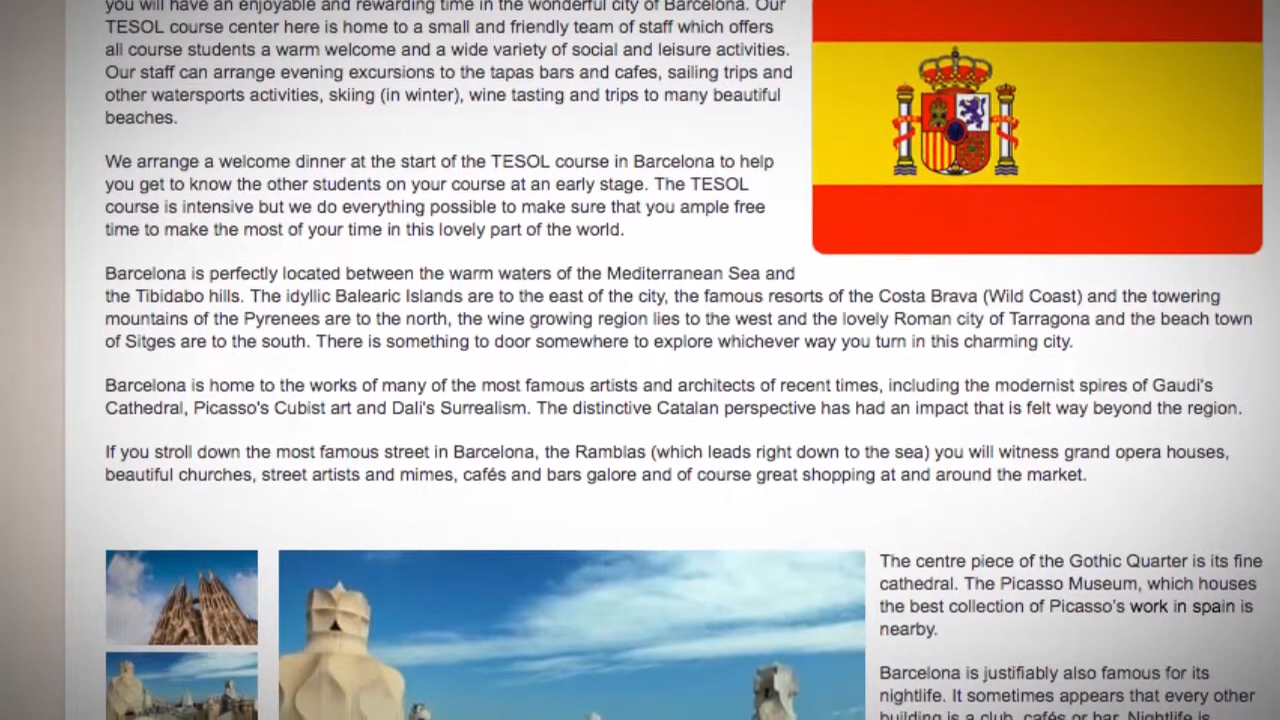 you will have an enjoyable and rewarding time in the wonderful city of Barcelona. Our
TESOL course center here is home to a small and friendly team of staff which offers
all course students a warm welcome and a wide variety of social and leisure activities.
Our staff can arrange evening excursions to the tapas bars and cafes, sailing trips and
other watersports activities, skiing (in winter), wine tasting and trips to many beautiful
beaches.
We arrange a welcome dinner at the start of the TESOL course in Barcelona to help
you get to know the other students on your course at an early stage. The TESOL
course is intensive but we do everything possible to make sure that you ample free
time to make the most of your time in this lovely part of the world.
Barcelona is perfectly located between the warm waters of the Mediterranean Sea and
the Tibidabo hills. The idyllic Balearic Islands are to the east of the city, the famous resorts of the Costa Brava (Wild Coast) and the towering
mountains of the Pyrenees are to the north, the wine growing region lies to the west and the lovely Roman city of Tarragona and the beach town
of Sitges are to the south. There is something to door somewhere to explore whichever way you turn in this charming city.
Barcelona is home to the works of many of the most famous artists and architects of recent times, including the modernist spires of Gaudi's
Cathedral, Picasso's Cubist art and Dali's Surrealism. The distinctive Catalan perspective has had an impact that is felt way beyond the region.
If you stroll down the most famous street in Barcelona, the Ramblas (which leads right down to the sea) you will witness grand opera houses,
beautiful churches, street artists and mimes, cafés and bars galore and of course great shopping at and around the market.
The centre piece of the Gothic Quarter is its fine
cathedral. The Picasso Museum, which houses
the best collection of Picasso's work in spain is
nearby.
Barcelona is justifiably also famous for its
nightlife. It sometimes appears that every other
building is a club, cafés or bar. Nightlife is